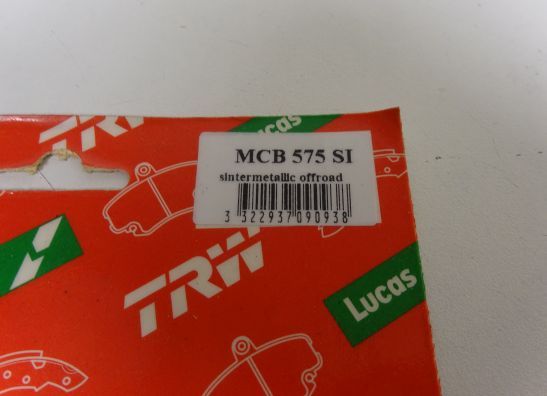 TRW
Lucas
MCB 575 SI
sintermetallic offroad
3 322937 090938
TRW
Lucas